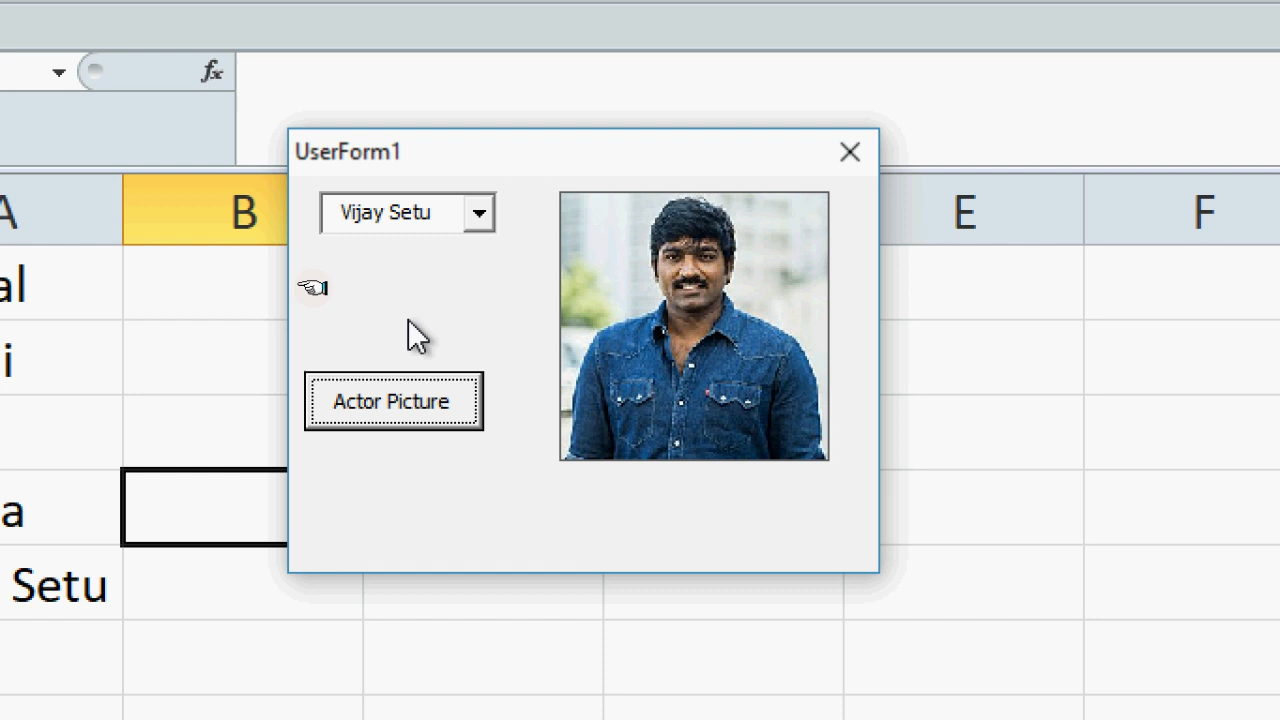 fx
UserForm1
A
B
E
F
Vijay Setu
al
i
Actor Picture
a
Setu